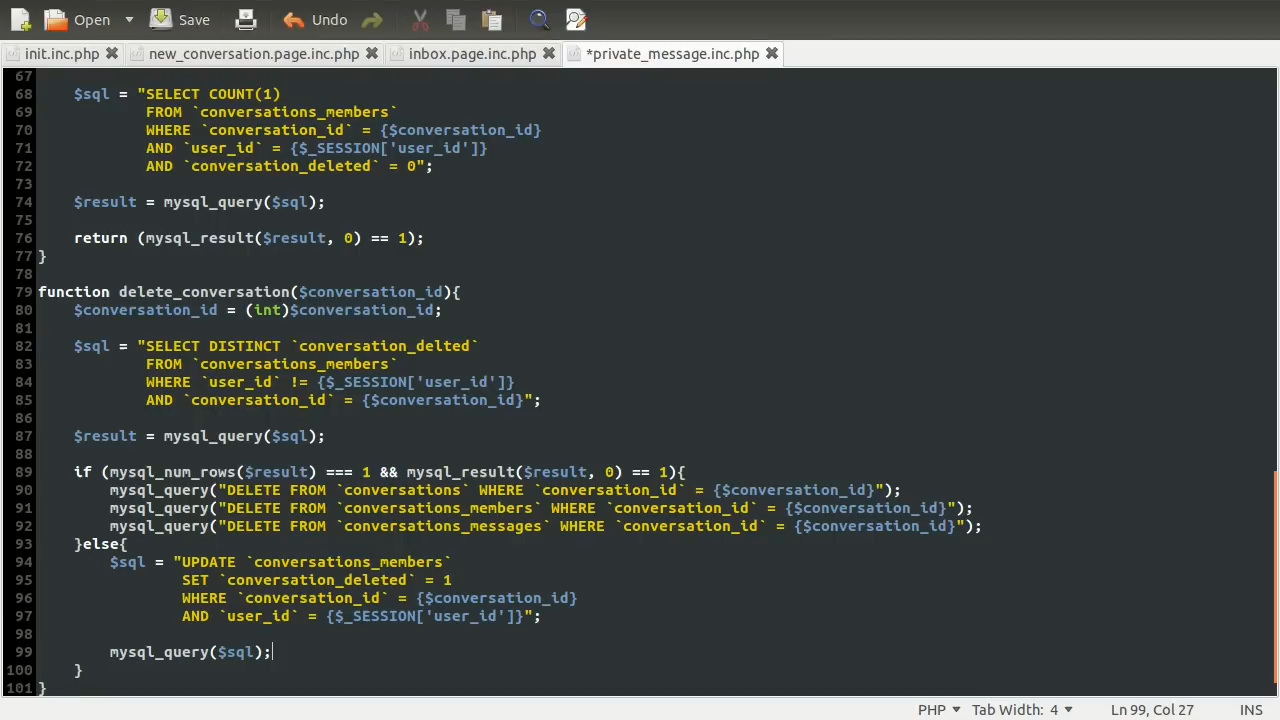 Open Save Undo
init.inc.php new_conversation.page.inc.php inbox.page.inc.php *private_message.inc.php
67
68 $sql = "SELECT COUNT(1)
69 FROM `conversations_members`
70 WHERE `conversation_id` = {$conversation_id}
71 AND `user_id` = {$_SESSION['user_id']}
72 AND `conversation_deleted` = 0";
73
74 $result = mysql_query($sql);
75
76 return (mysql_result($result, 0) == 1);
77 }
78
79 function delete_conversation($conversation_id){
80 $conversation_id = (int)$conversation_id;
81
82 $sql = "SELECT DISTINCT `conversation_delted`
83 FROM `conversations_members`
84 WHERE `user_id` != {$_SESSION['user_id']}
85 AND `conversation_id` = {$conversation_id}";
86
87 $result = mysql_query($sql);
88
89 if (mysql_num_rows($result) === 1 && mysql_result($result, 0) == 1){
90 mysql_query("DELETE FROM `conversations` WHERE `conversation_id` = {$conversation_id}");
91 mysql_query("DELETE FROM `conversations_members` WHERE `conversation_id` = {$conversation_id}");
92 mysql_query("DELETE FROM `conversations_messages` WHERE `conversation_id` = {$conversation_id}");
93 }else{
94 $sql = "UPDATE `conversations_members`
95 SET `conversation_deleted` = 1
96 WHERE `conversation_id` = {$conversation_id}
97 AND `user_id` = {$_SESSION['user_id']}";
98
99 mysql_query($sql);
100 }
101 }
PHP Tab Width: 4 Ln 99, Col 27 INS